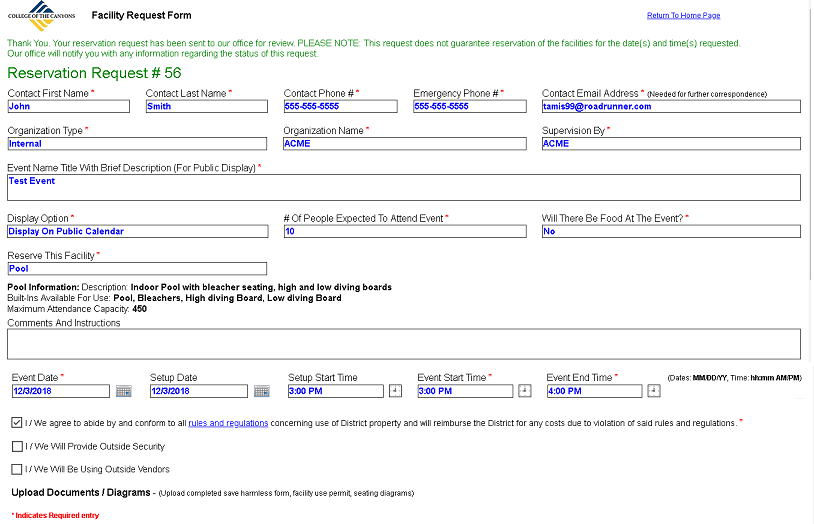 COLLEGE OF THE CANYONS
Facility Request Form
Return To Home Page
Thank You. Your reservation request has been sent to our office for review. PLEASE NOTE: This request does not guarantee reservation of the facilities for the date(s) and time(s) requested.
Our office will notify you with any information regarding the status of this request.
Reservation Request # 56
Contact First Name * Contact Last Name * Contact Phone # * Emergency Phone # * Contact Email Address * (Needed for further correspondence)
John Smith 555-555-5555 555-555-5555 tamis99@roadrunner.com
Organization Type * Organization Name * Supervision By *
Internal ACME ACME
Event Name Title With Brief Description (For Public Display) *
Test Event
Display Option * # Of People Expected To Attend Event * Will There Be Food At The Event? *
Display On Public Calendar 10 No
Reserve This Facility *
Pool
Pool Information: Description: Indoor Pool with bleacher seating, high and low diving boards
Built-Ins Available For Use: Pool, Bleachers, High diving Board, Low diving Board
Maximum Attendance Capacity: 450
Comments And Instructions
Event Date * Setup Date Setup Start Time Event Start Time * Event End Time * (Dates: MM/DD/YY, Time: hh:mm AM/PM)
12/3/2018 12/3/2018 3:00 PM 3:00 PM 4:00 PM
I / We agree to abide by and conform to all rules and regulations concerning use of District property and will reimburse the District for any costs due to violation of said rules and regulations. *
I / We Will Provide Outside Security
I / We Will Be Using Outside Vendors
Upload Documents / Diagrams - (Upload completed save harmless form, facility use permit, seating diagrams)
* Indicates Required entry